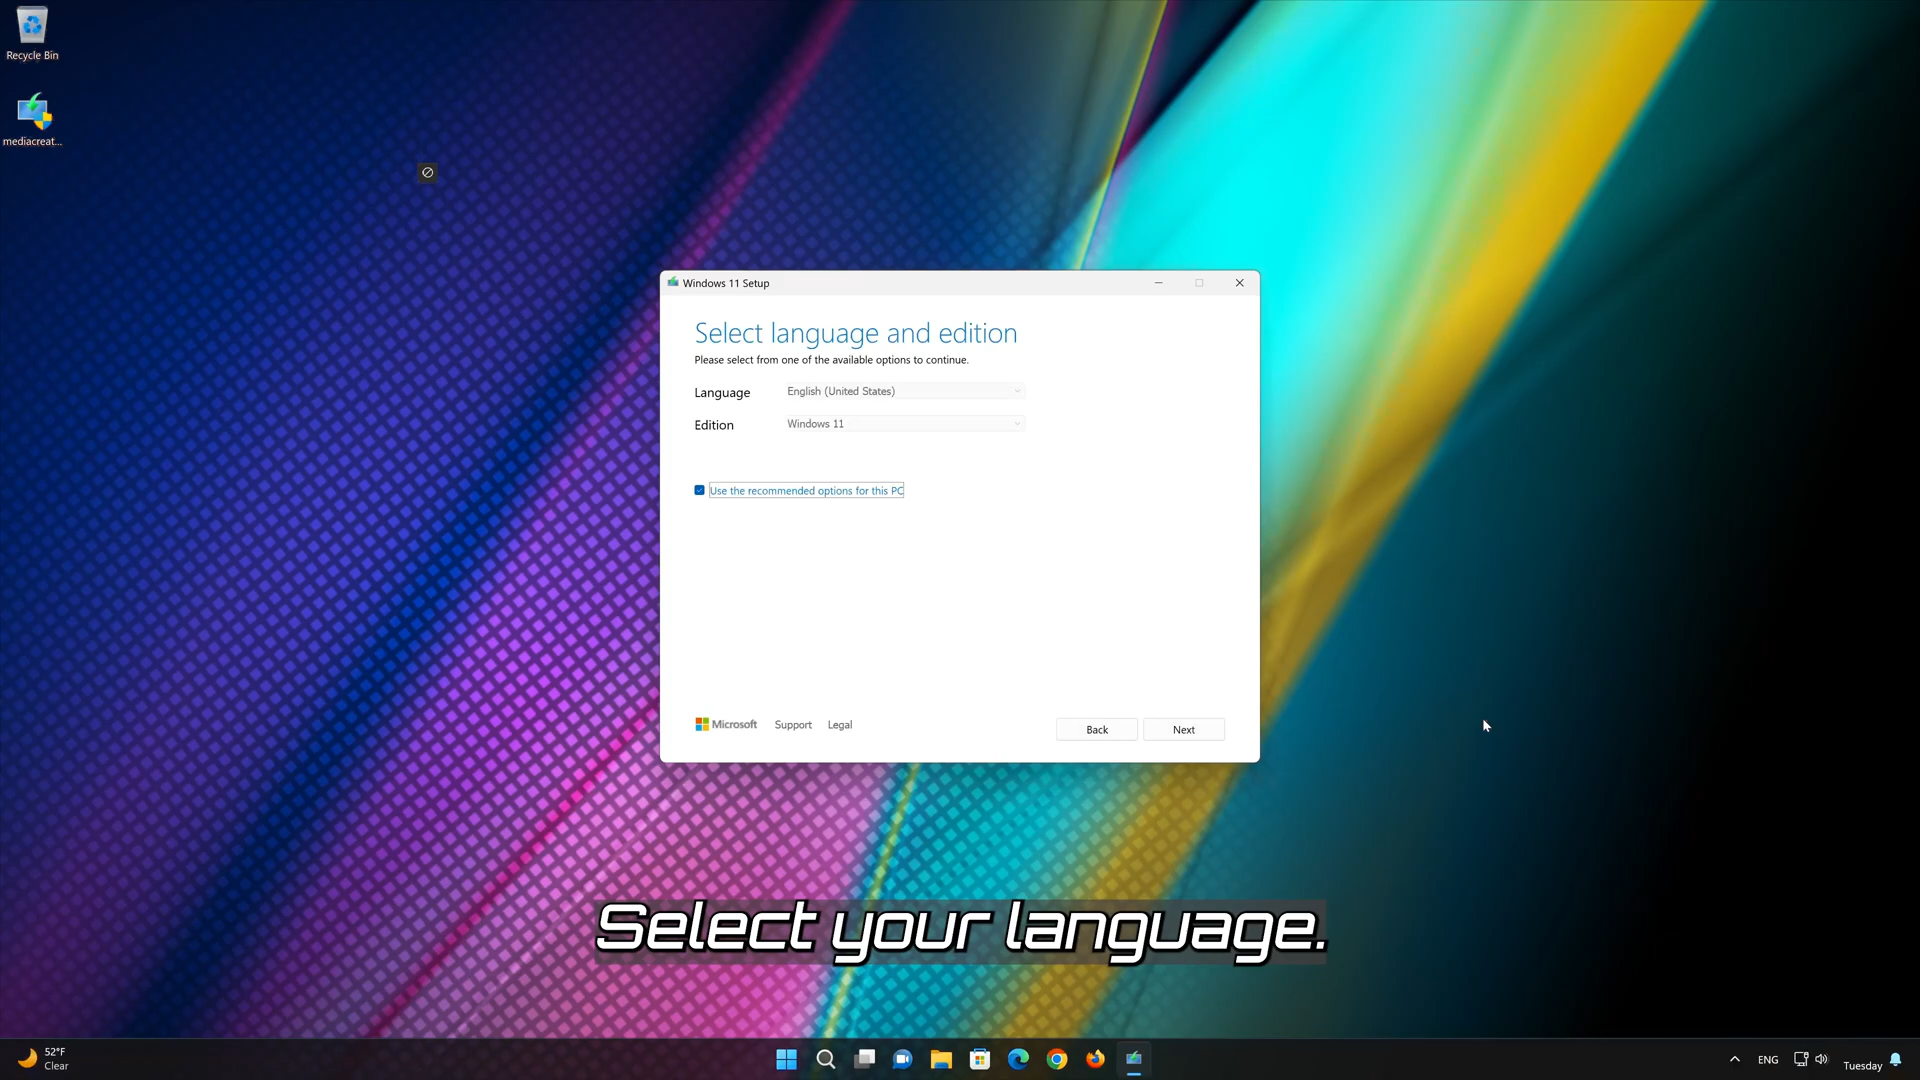 Recycle Bin
mediacreat...
Windows 11 Setup
Select language and edition
Please select from one of the available options to continue.
Language English (United States)
Edition Windows 11
Use the recommended options for this PC
Microsoft Support Legal
Back Next
Select your language.
52°F
Clear
ENG
Tuesday